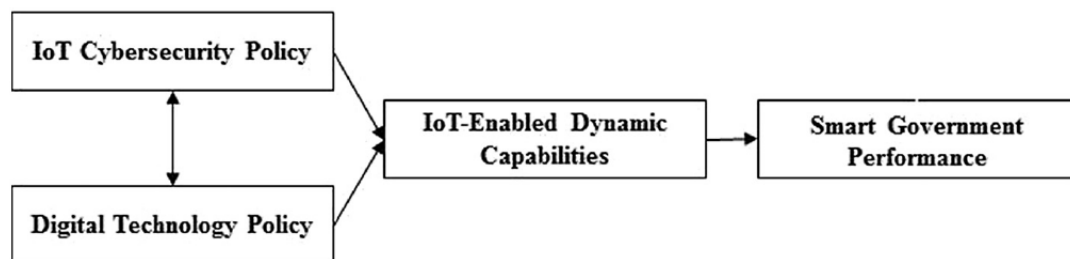 IoT Cybersecurity Policy
IoT-Enabled Dynamic
Capabilities
Smart Government
Performance
Digital Technology Policy